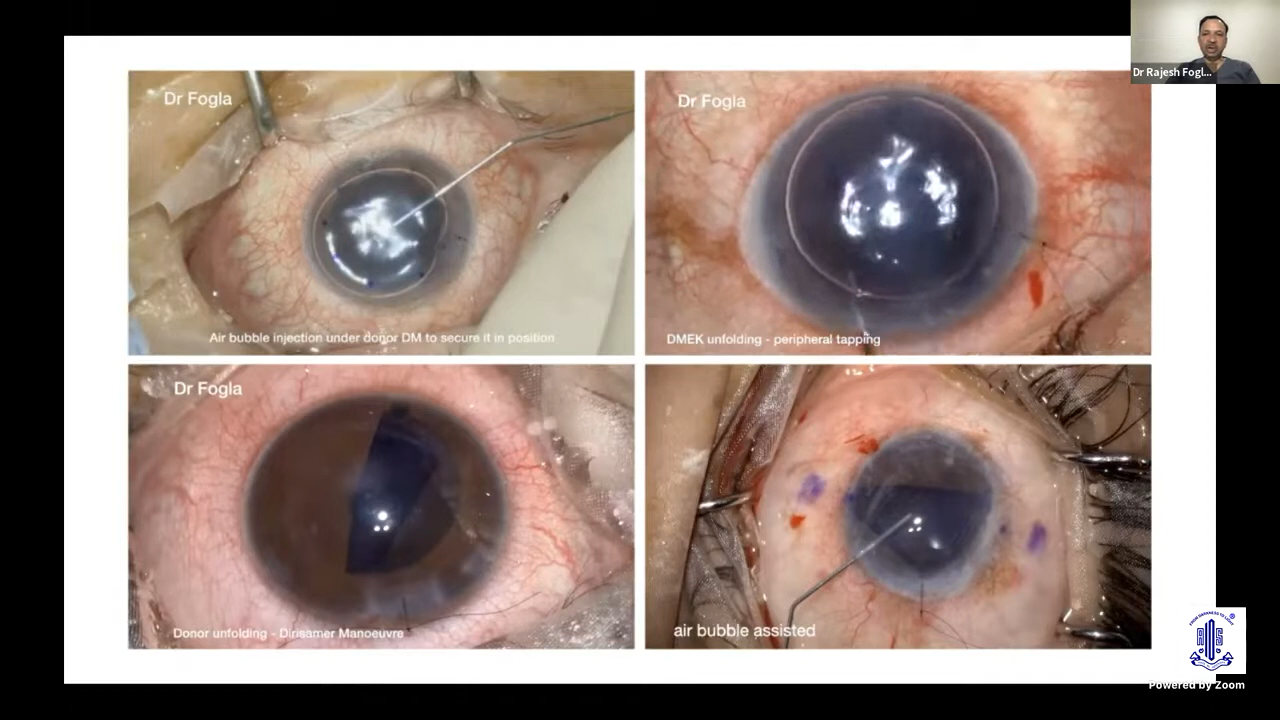 Dr Rajesh Fogl...
Dr Fogla
Air bubble injection under donor DM to secure it in position
Dr Fogla
DMEK unfolding - peripheral tapping
Dr Fogla
Donor unfolding - Dirisamer Manoeuvre
air bubble assisted
Powered by Zoom